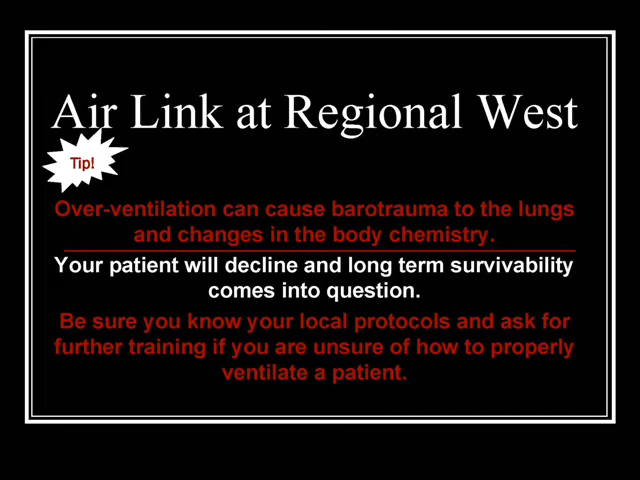 Air Link at Regional West
Tip!
Over-ventilation can cause barotrauma to the lungs
and changes in the body chemistry.
Your patient will decline and long term survivability
comes into question.
Be sure you know your local protocols and ask for
further training if you are unsure of how to properly
ventilate a patient.